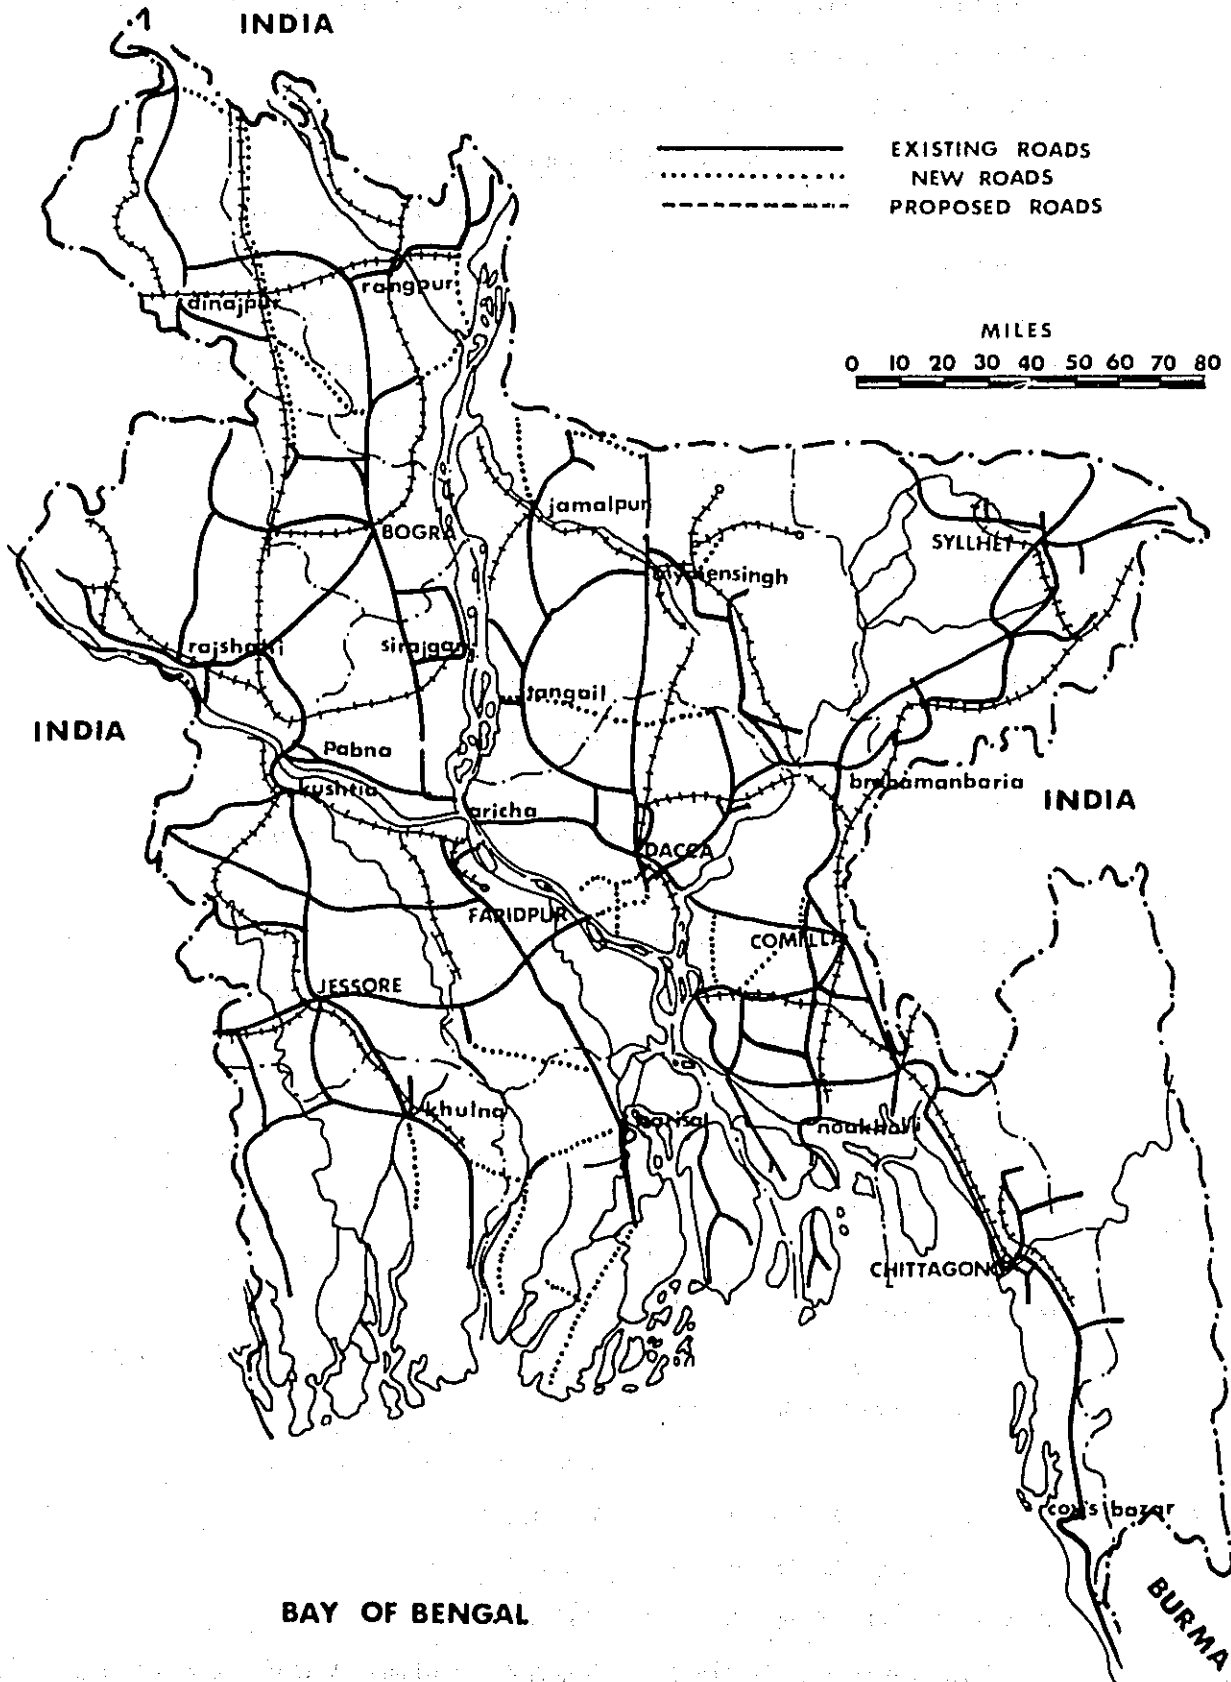 INDIA
EXISTING ROADS
NEW ROADS
PROPOSED ROADS
MILES
0 10 20 30 40 50 60 70 80
dinajpur
rangpur
jamalpur
BOGRA
SYLLHET
rajshahi
sirajganj
tangail
INDIA
Pabna
kushtia
aricha
brahamanbaria
INDIA
DACCA
FARIDPUR
COMILLA
JESSORE
khulna
barisal
noakhali
CHITTAGONG
cox's bazar
BAY OF BENGAL
BURMA